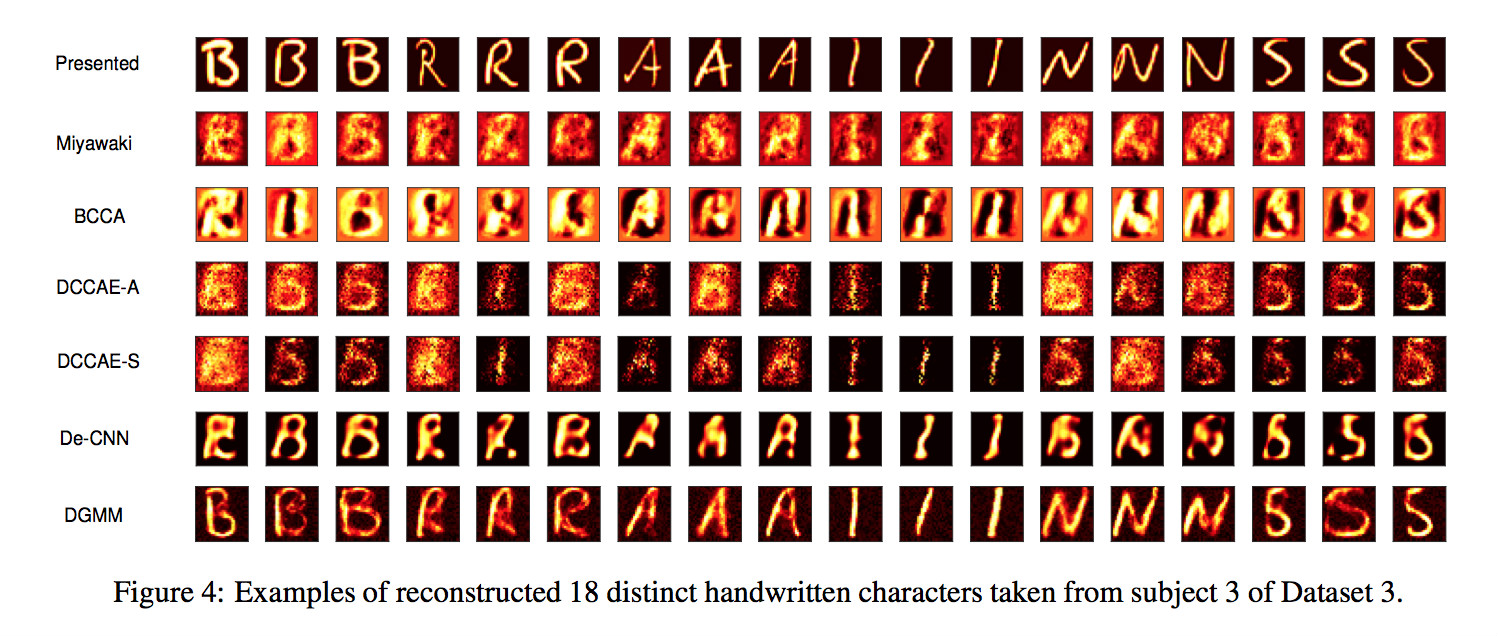 Presented B B B R R R A A A I I I N N N S S S
Miyawaki
BCCA
DCCAE-A
DCCAE-S
De-CNN
DGMM B B B R R R A A A I I I N N N S S S
Figure 4: Examples of reconstructed 18 distinct handwritten characters taken from subject 3 of Dataset 3.